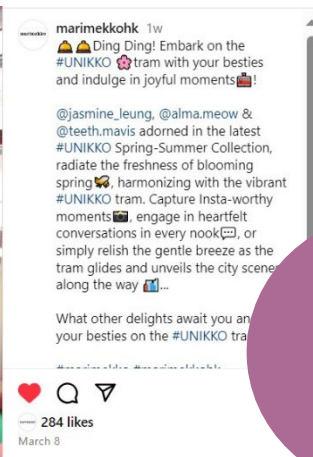 marimekkohk 1w
🛎️🛎️Ding Ding! Embark on the
#UNIKKO 🌸tram with your besties
and indulge in joyful moments🚋!
@jasmine_leung, @alma.meow &
@teeth.mavis adorned in the latest
#UNIKKO Spring-Summer Collection,
radiate the freshness of blooming
spring🐝, harmonizing with the vibrant
#UNIKKO tram. Capture Insta-worthy
moments📸, engage in heartfelt
conversations in every nook💬, or
simply relish the gentle breeze as the
tram glides and unveils the city scenes
along the way 🏙️...
What other delights await you
your besties on the #UNIKKO
284 likes
March 8